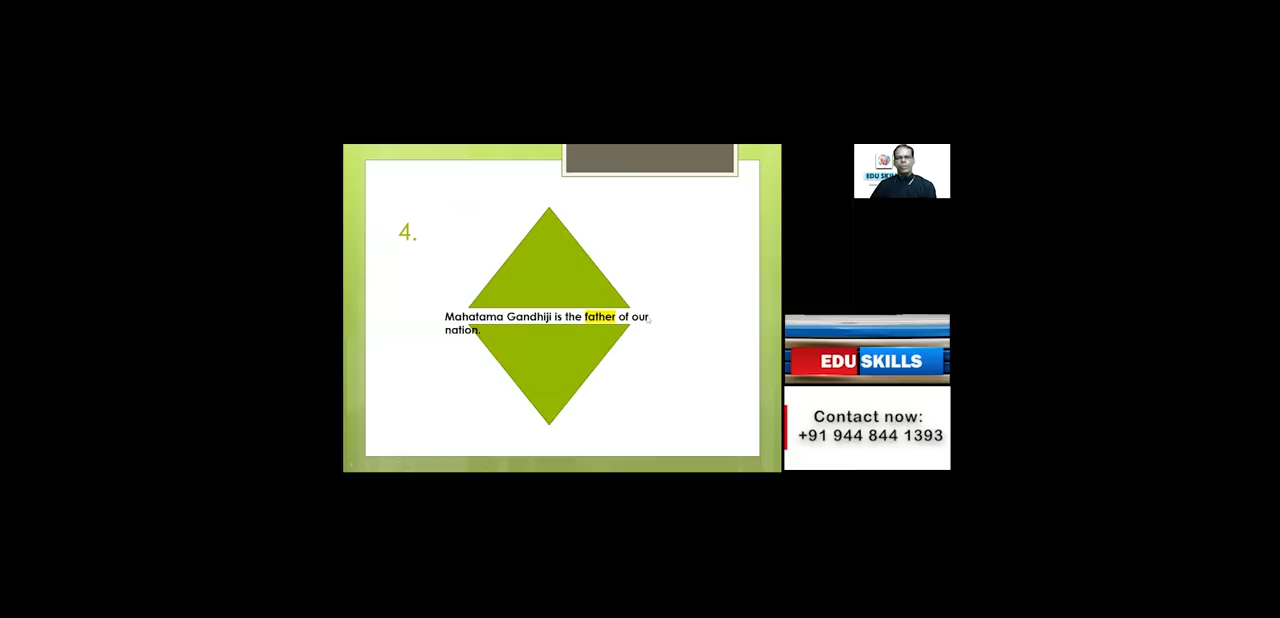 4.
Mahatama Gandhiji is the father of our
nation.
EDU SKILLS
Contact now:
+91 944 844 1393